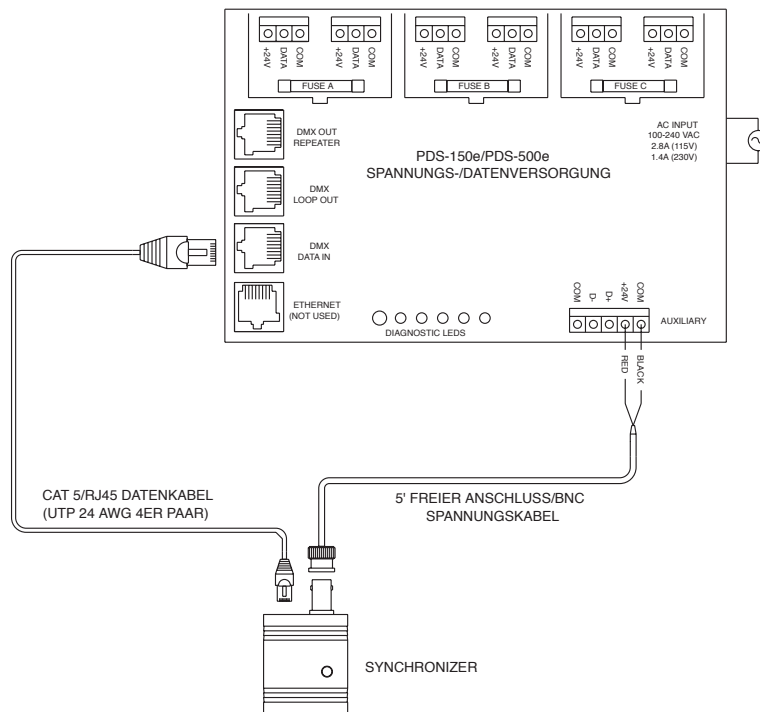 +24V DATA COM +24V DATA COM +24V DATA COM +24V DATA COM +24V DATA COM +24V DATA COM
FUSE A FUSE B FUSE C
DMX OUT
REPEATER
DMX
LOOP OUT
DMX
DATA IN
ETHERNET
(NOT USED)
PDS-150e/PDS-500e
SPANNUNGS-/DATENVERSORGUNG
AC INPUT
100-240 VAC
2.8A (115V)
1.4A (230V)
DIAGNOSTIC LEDS
COM D- D+ +24V COM
AUXILIARY
RED BLACK
CAT 5/RJ45 DATENKABEL
(UTP 24 AWG 4ER PAAR)
5' FREIER ANSCHLUSS/BNC
SPANNUNGSKABEL
SYNCHRONIZER